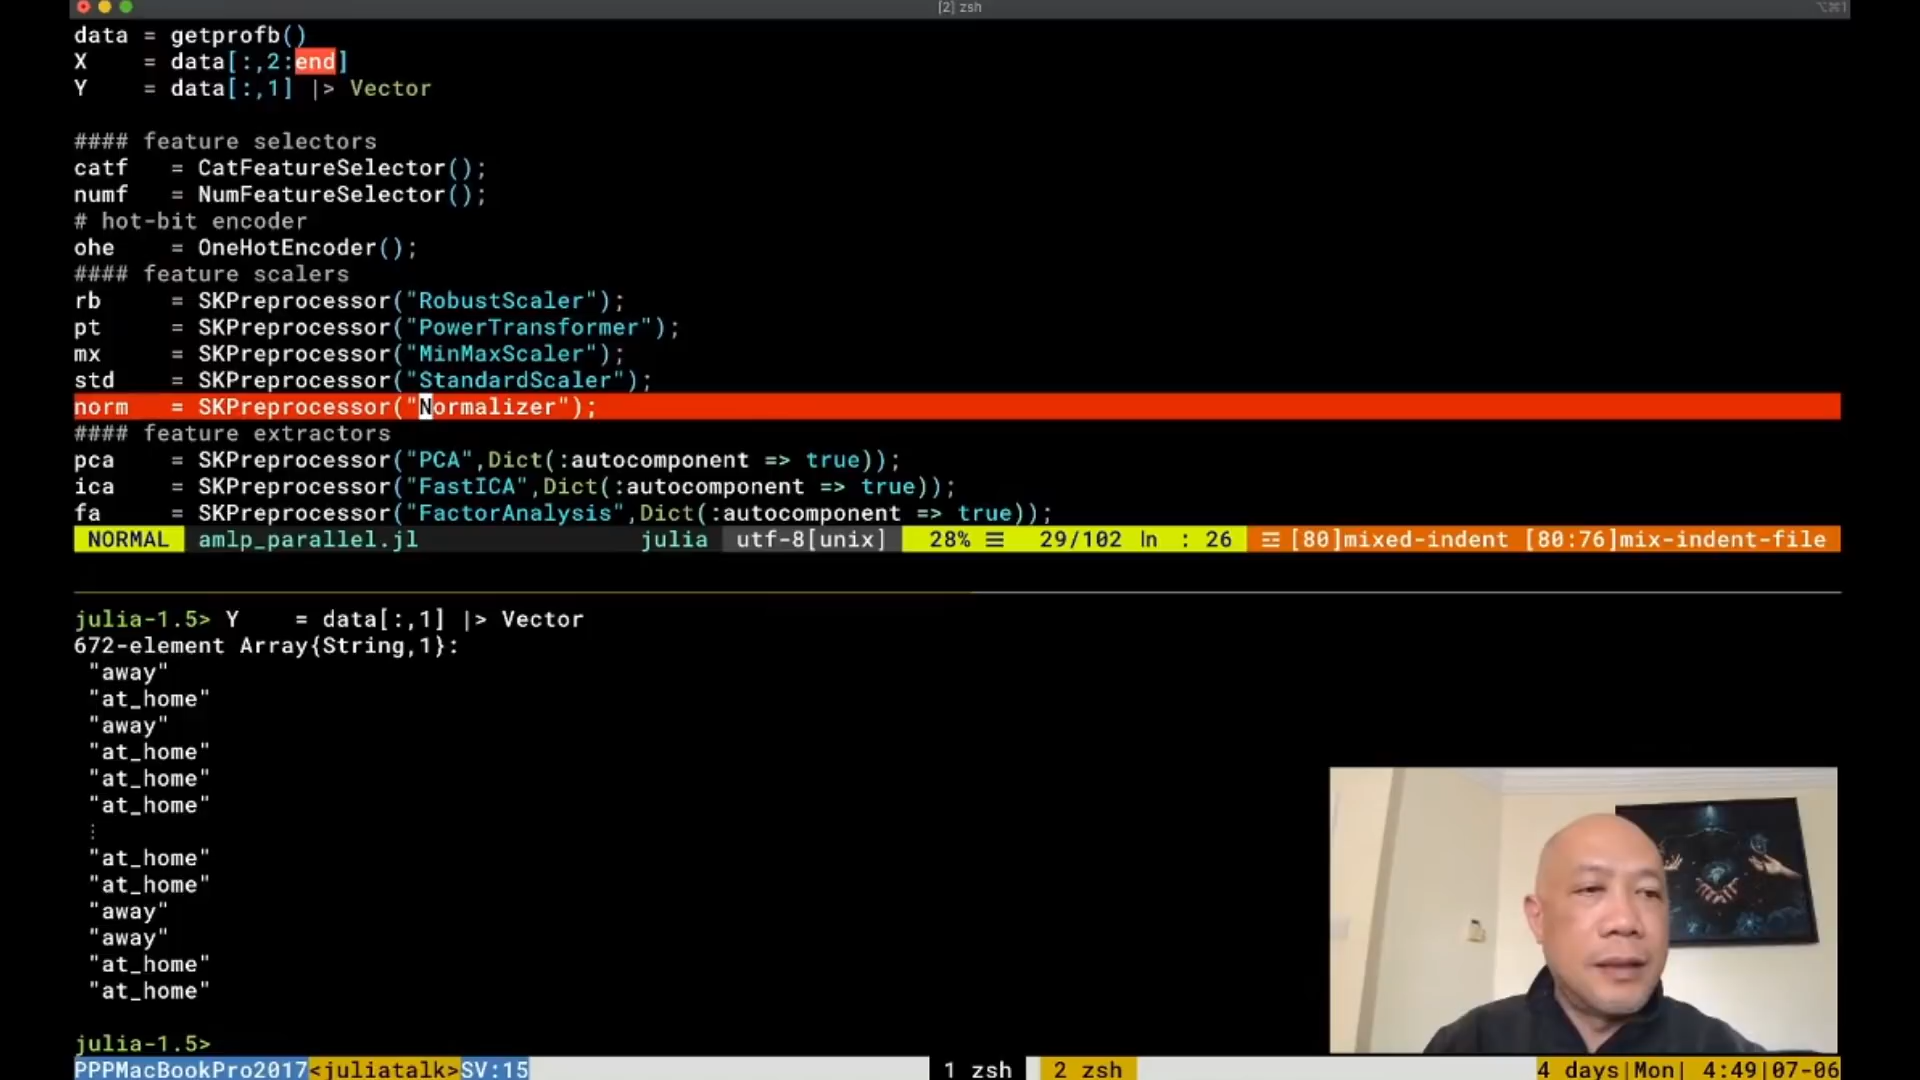 [2] zsh
⌥⌘1
data = getprofb()
X    = data[:,2:end]
Y    = data[:,1] |> Vector
#### feature selectors
catf   = CatFeatureSelector();
numf   = NumFeatureSelector();
# hot-bit encoder
ohe    = OneHotEncoder();
#### feature scalers
rb     = SKPreprocessor("RobustScaler");
pt     = SKPreprocessor("PowerTransformer");
mx     = SKPreprocessor("MinMaxScaler");
std    = SKPreprocessor("StandardScaler");
norm   = SKPreprocessor("Normalizer");
#### feature extractors
pca    = SKPreprocessor("PCA",Dict(:autocomponent => true));
ica    = SKPreprocessor("FastICA",Dict(:autocomponent => true));
fa     = SKPreprocessor("FactorAnalysis",Dict(:autocomponent => true));
NORMAL amlp_parallel.jl julia utf-8[unix] 28% ☰ 29/102 ln : 26 ☲ [80]mixed-indent [80:76]mix-indent-file
julia-1.5> Y    = data[:,1] |> Vector
672-element Array{String,1}:
"away"
"at_home"
"away"
"at_home"
"at_home"
"at_home"
⋮
"at_home"
"at_home"
"away"
"away"
"at_home"
"at_home"
julia-1.5>
PPPMacBookPro2017<juliatalk>SV:15 1 zsh 2 zsh 4 days|Mon| 4:49|07-06